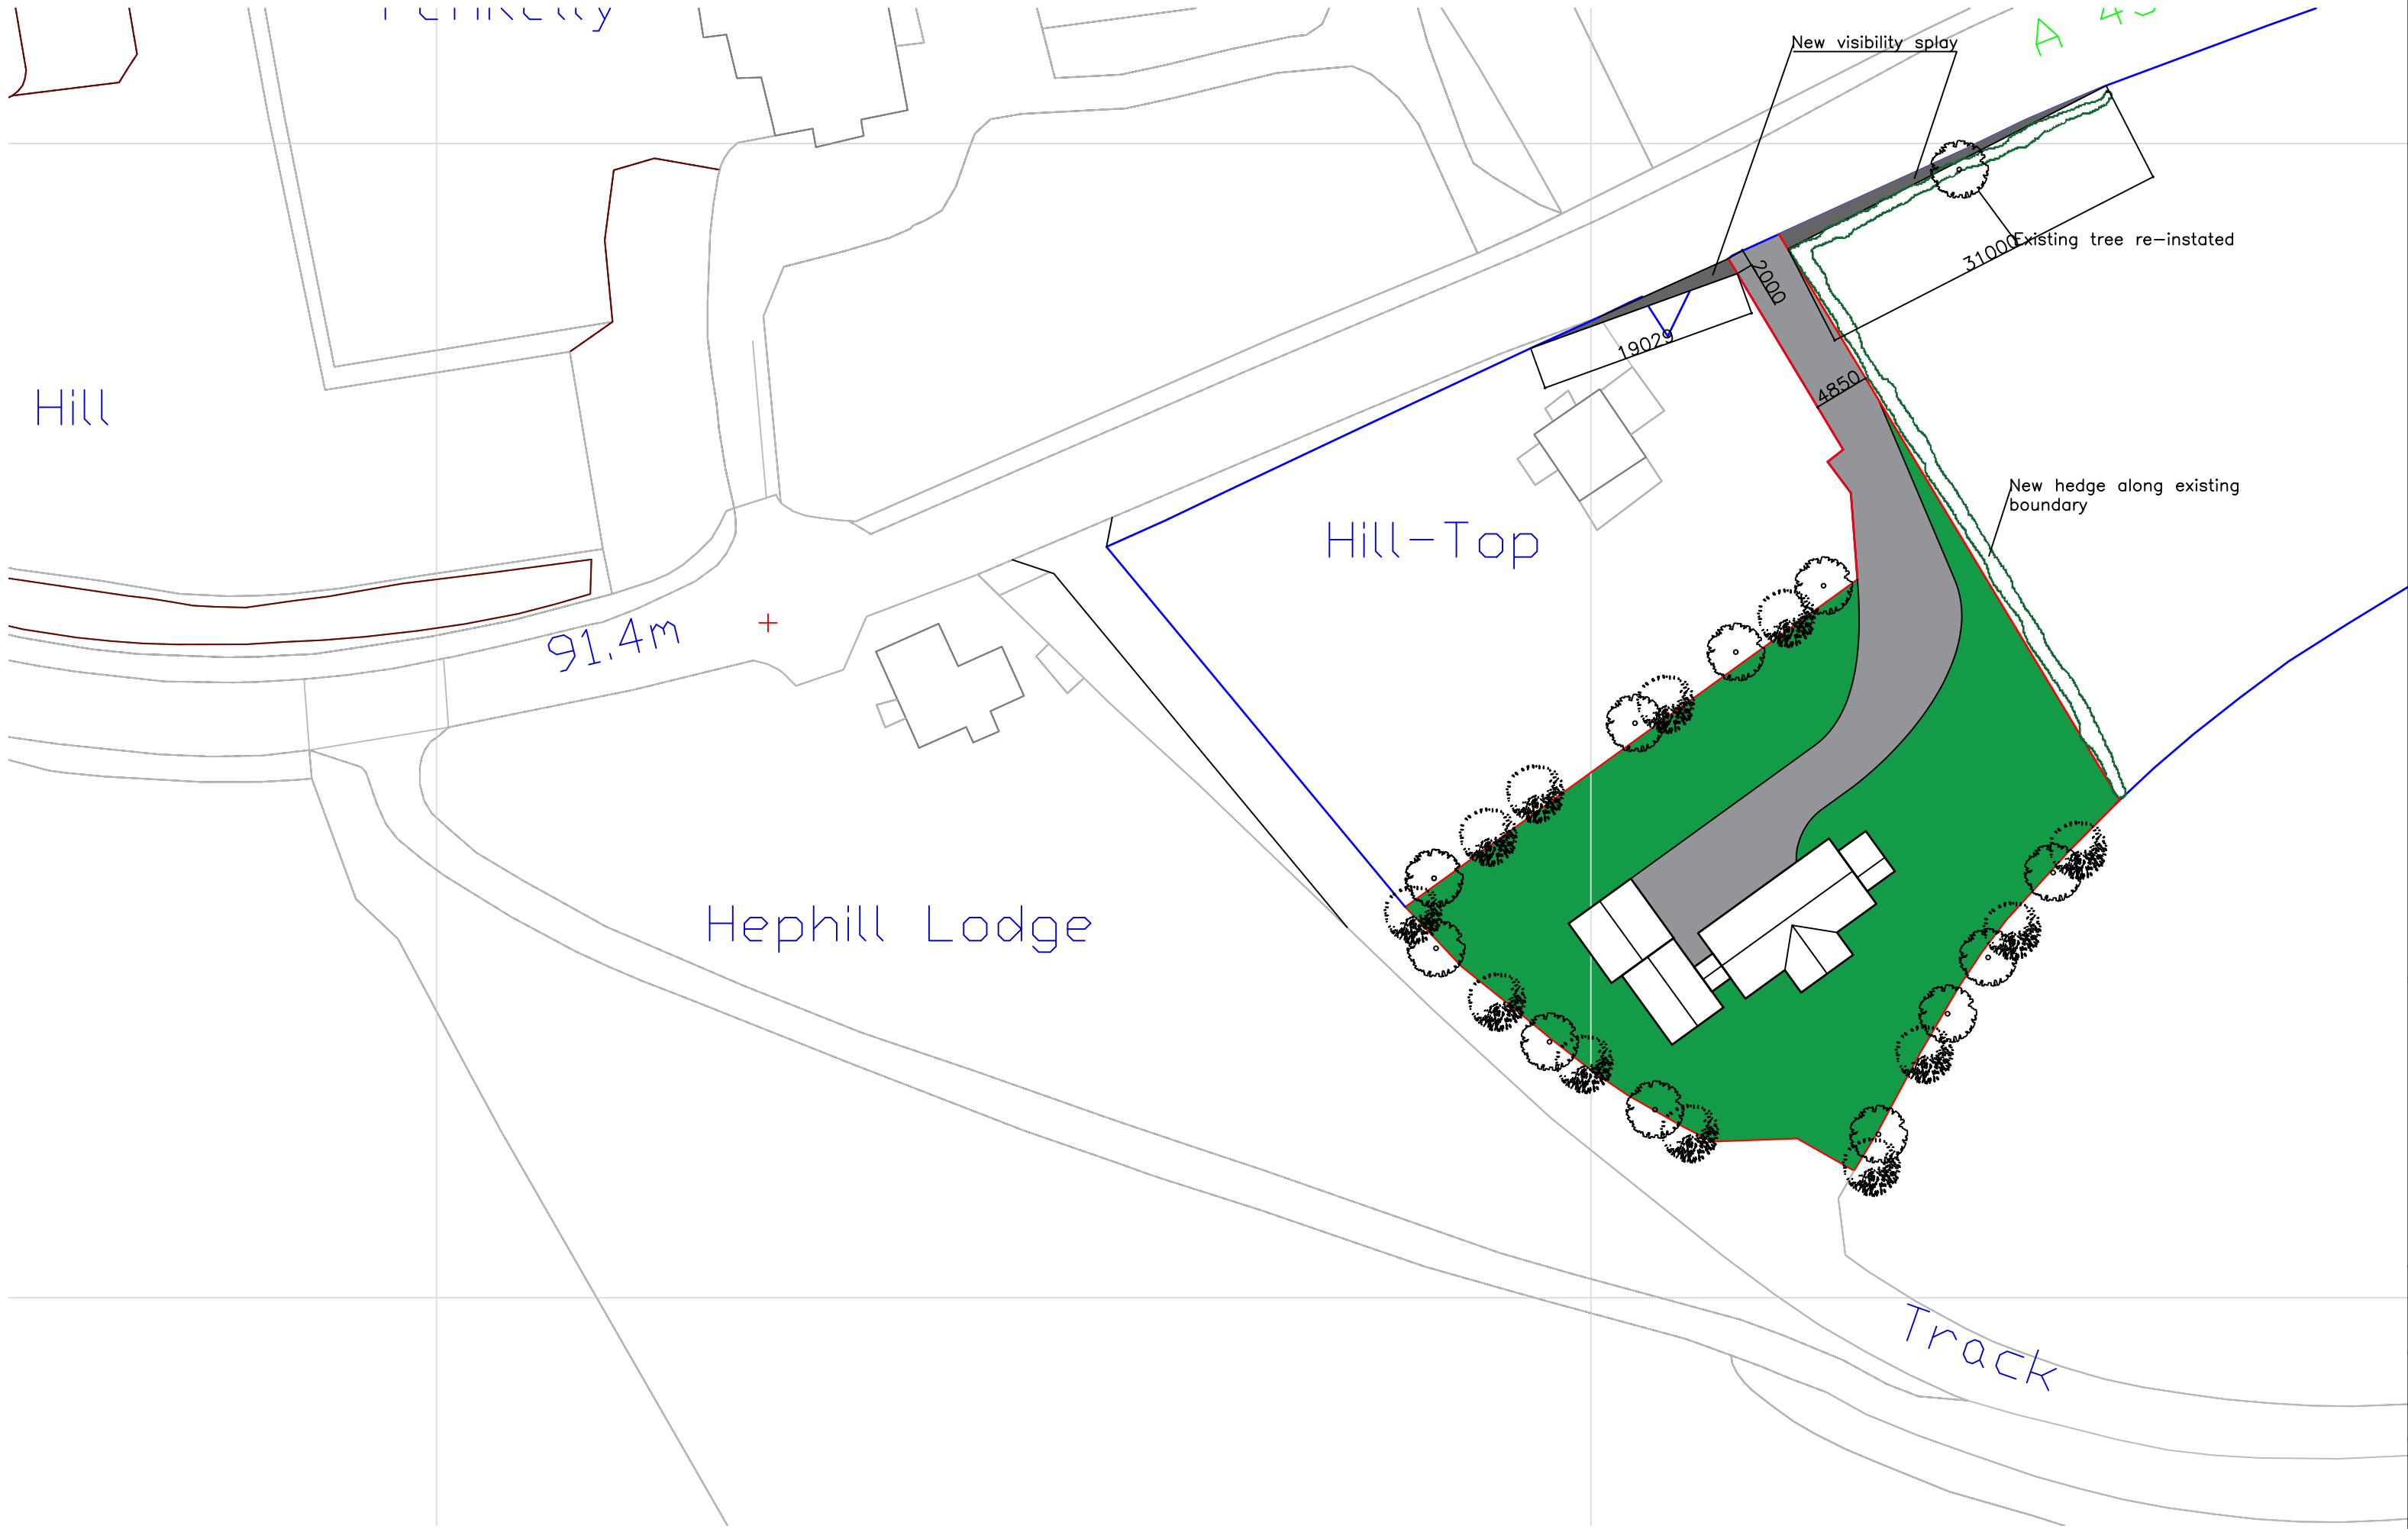 New visibility splay
Existing tree re-instated
31000
2000
19029
4850
Hill
New hedge along existing
boundary
Hill-Top
91.4m
Hephill Lodge
Track